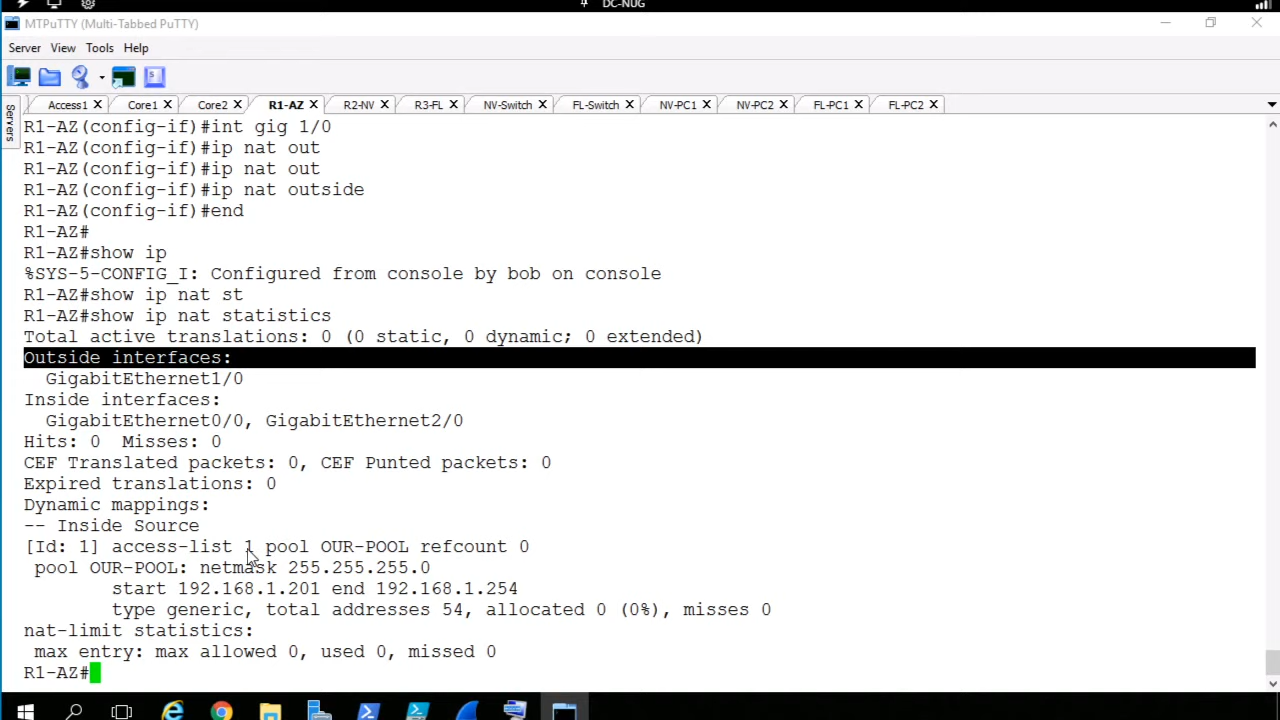 DC-NUG
MTPuTTY (Multi-Tabbed PuTTY)
Server View Tools Help
Servers
Access1 Core1 Core2 R1-AZ R2-NV R3-FL NV-Switch FL-Switch NV-PC1 NV-PC2 FL-PC1 FL-PC2
R1-AZ(config-if)#int gig 1/0
R1-AZ(config-if)#ip nat out
R1-AZ(config-if)#ip nat out
R1-AZ(config-if)#ip nat outside
R1-AZ(config-if)#end
R1-AZ#
R1-AZ#show ip
%SYS-5-CONFIG_I: Configured from console by bob on console
R1-AZ#show ip nat st
R1-AZ#show ip nat statistics
Total active translations: 0 (0 static, 0 dynamic; 0 extended)
Outside interfaces:
GigabitEthernet1/0
Inside interfaces:
GigabitEthernet0/0, GigabitEthernet2/0
Hits: 0 Misses: 0
CEF Translated packets: 0, CEF Punted packets: 0
Expired translations: 0
Dynamic mappings:
-- Inside Source
[Id: 1] access-list 1 pool OUR-POOL refcount 0
pool OUR-POOL: netmask 255.255.255.0
start 192.168.1.201 end 192.168.1.254
type generic, total addresses 54, allocated 0 (0%), misses 0
nat-limit statistics:
max entry: max allowed 0, used 0, missed 0
R1-AZ#